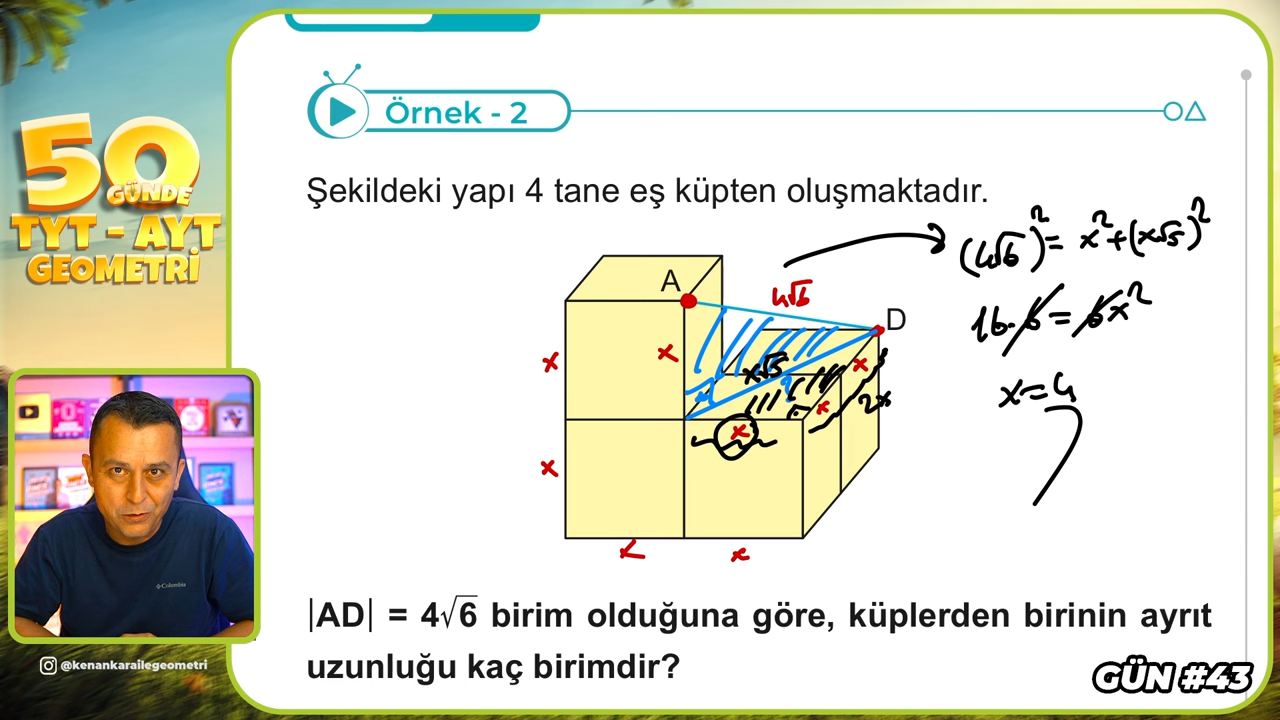 Örnek - 2
50
GÜNDE
TYT - AYT
GEOMETRİ
Şekildeki yapı 4 tane eş küpten oluşmaktadır.
(4√6)² = x² + (x√5)²
16·6 = 6x²
x = 4
A
4√6
D
x
x
x
x√5
x
x
2x
x
x
x
Columbia
|AD| = 4√6 birim olduğuna göre, küplerden birinin ayrıt
uzunluğu kaç birimdir?
@kenankarailegeometri
GÜN #43